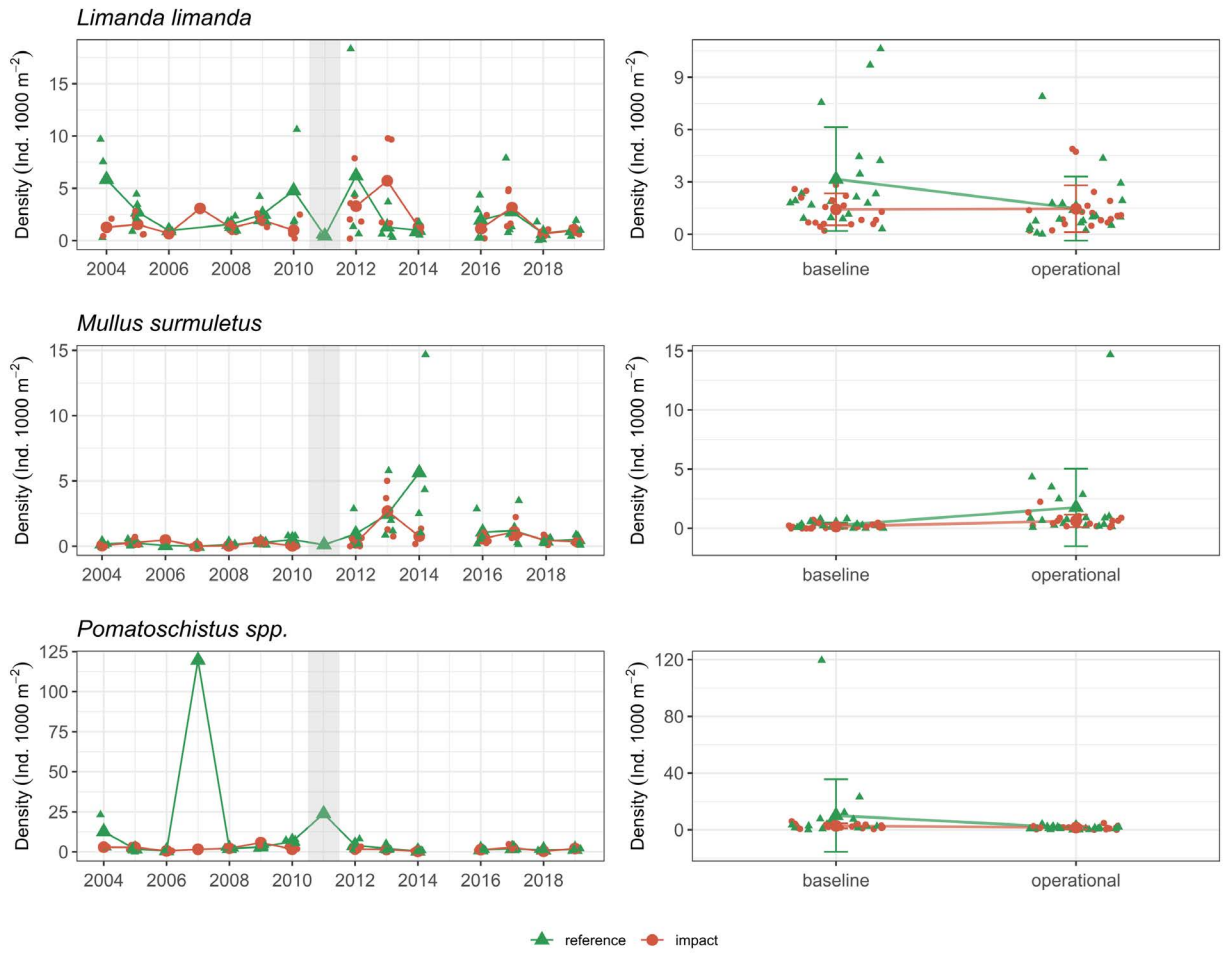 Limanda limanda
Density (Ind. 1000 m−2)
15
10
5
0
2004 2006 2008 2010 2012 2014 2016 2018
Density (Ind. 1000 m−2)
9
6
3
0
baseline operational
Mullus surmuletus
Density (Ind. 1000 m−2)
15
10
5
0
2004 2006 2008 2010 2012 2014 2016 2018
Density (Ind. 1000 m−2)
15
10
5
0
baseline operational
Pomatoschistus spp.
Density (Ind. 1000 m−2)
125
100
75
50
25
0
2004 2006 2008 2010 2012 2014 2016 2018
Density (Ind. 1000 m−2)
120
80
40
0
baseline operational
reference impact